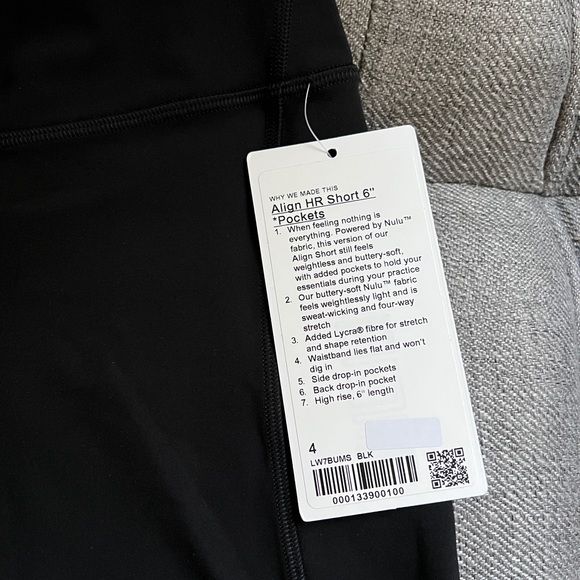 WHY WE MADE THIS
Align HR Short 6"
*Pockets
1. When feeling nothing is
everything. Powered by Nulu™
fabric, this version of our
Align Short still feels
weightless and buttery-soft,
with added pockets to hold your
essentials during your practice
2. Our buttery-soft Nulu™ fabric
feels weightlessly light and is
sweat-wicking and four-way
stretch
3. Added Lycra® fibre for stretch
and shape retention
4. Waistband lies flat and won't
dig in
5. Side drop-in pockets
6. Back drop-in pocket
7. High rise, 6" length
4
LW7BUMS BLK
000133900100